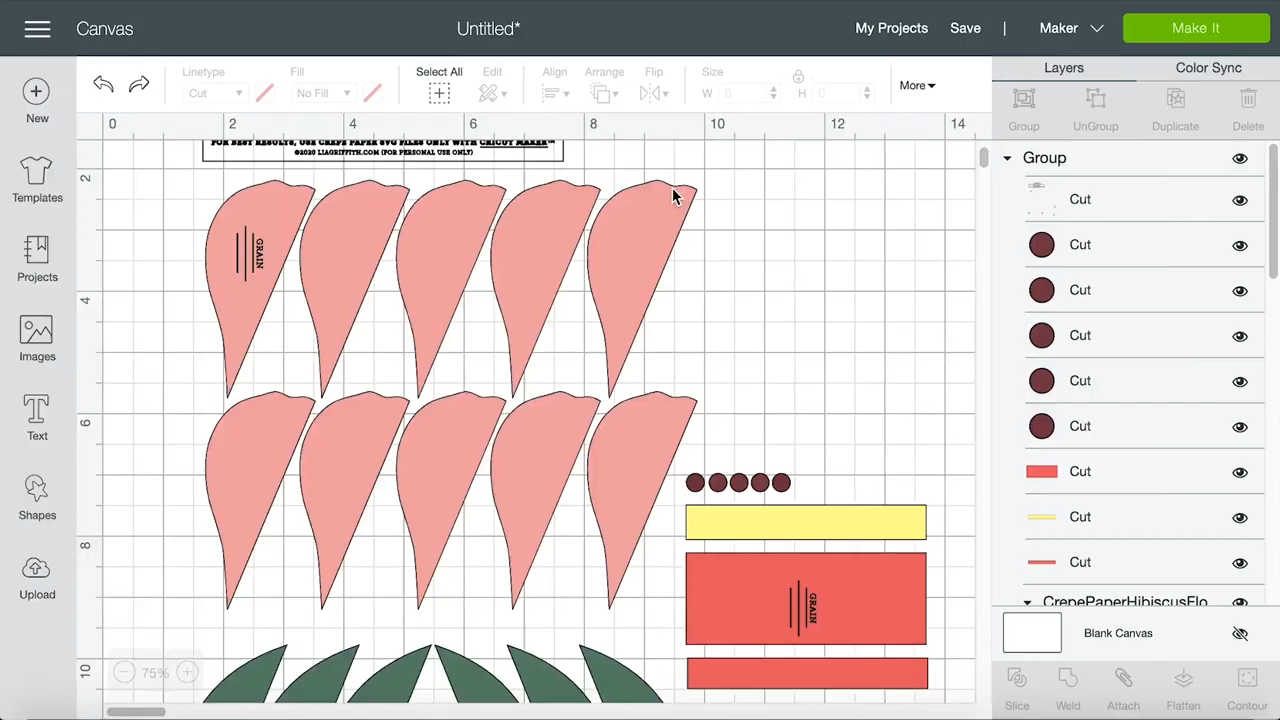 Canvas
Untitled*
My Projects
Save
|
Maker
Make It
New
Templates
Projects
Images
Text
Shapes
Upload
Linetype
Cut
Fill
No Fill
Select All
Edit
Align
Arrange
Flip
Size
W 0
H 0
More
0 2 4 6 8 10 12 14
2
4
6
8
10
FOR BEST RESULTS, USE CREPE PAPER SVG FILES ONLY WITH CRICUT MAKER™
©2020 LIAGRIFFITH.COM (FOR PERSONAL USE ONLY)
GRAIN
GRAIN
75%
Layers
Color Sync
Group
UnGroup
Duplicate
Delete
Group
Cut
Cut
Cut
Cut
Cut
Cut
Cut
Cut
Cut
CrepePaperHibiscusFlo...
Blank Canvas
Slice
Weld
Attach
Flatten
Contour